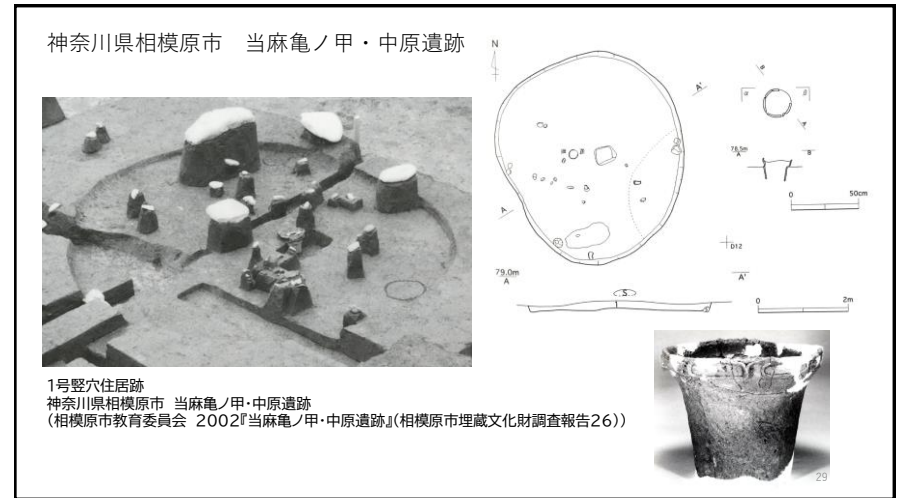 神奈川県相模原市　当麻亀ノ甲・中原遺跡
N
A'
A
D12
79.0m
A
A'
S
0 2m
76.5m
A
B
0 50cm
1号竪穴住居跡
神奈川県相模原市 当麻亀ノ甲・中原遺跡
（相模原市教育委員会 2002『当麻亀ノ甲・中原遺跡』（相模原市埋蔵文化財調査報告26））
29